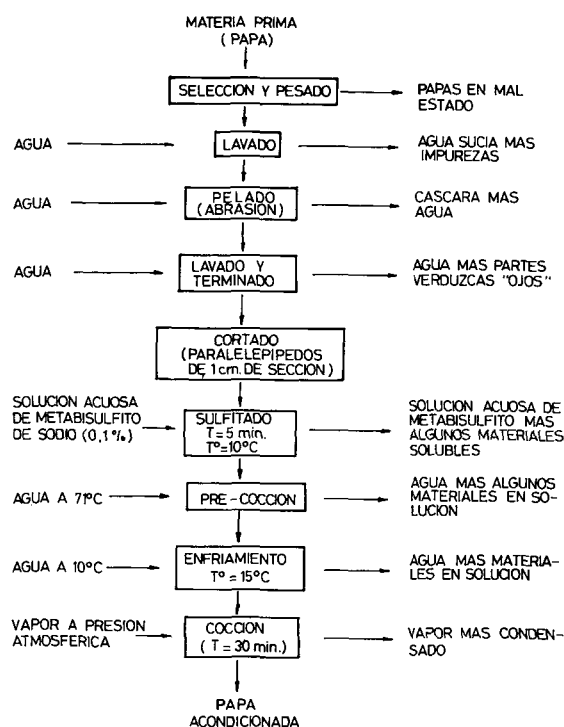 MATERIA PRIMA
( PAPA )
SELECCION Y PESADO
PAPAS EN MAL
ESTADO
AGUA
LAVADO
AGUA SUCIA MAS
IMPUREZAS
AGUA
PELADO
(ABRASION)
CASCARA MAS
AGUA
AGUA
LAVADO Y
TERMINADO
AGUA MAS PARTES
VERDUZCAS "OJOS"
CORTADO
(PARALELEPIPEDOS
DE 1 cm. DE SECCION)
SOLUCION ACUOSA
DE METABISULFITO
DE SODIO (0,1 %)
SULFITADO
T = 5 min.
Tº=10ºC
SOLUCION ACUOSA DE
METABISULFITO MAS
ALGUNOS MATERIALES
SOLUBLES
AGUA A 71ºC
PRE-COCCION
AGUA MAS ALGUNOS
MATERIALES EN SO-
LUCION
AGUA A 10ºC
ENFRIAMIENTO
Tº = 15ºC
AGUA MAS MATERIA-
LES EN SOLUCION
VAPOR A PRESION
ATMOSFERICA
COCCION
( T = 30 min.)
VAPOR MAS CONDEN-
SADO
PAPA
ACONDICIONADA